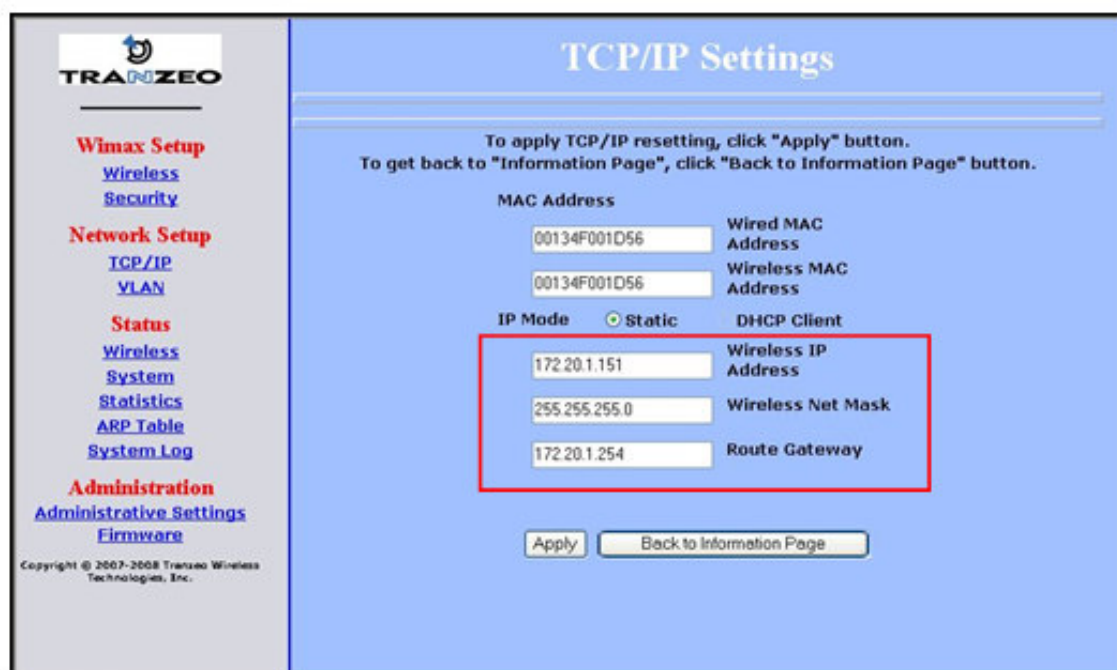 TRANZEO
Wimax Setup
Wireless
Security
Network Setup
TCP/IP
VLAN
Status
Wireless
System
Statistics
ARP Table
System Log
Administration
Administrative Settings
Firmware
Copyright © 2007-2008 Tranzeo Wireless
Technologies, Inc.
TCP/IP Settings
To apply TCP/IP resetting, click "Apply" button.
To get back to "Information Page", click "Back to Information Page" button.
MAC Address
00134F001D56 Wired MAC
Address
00134F001D56 Wireless MAC
Address
IP Mode Static DHCP Client
172.20.1.151 Wireless IP
Address
255.255.255.0 Wireless Net Mask
172.20.1.254 Route Gateway
Apply Back to Information Page